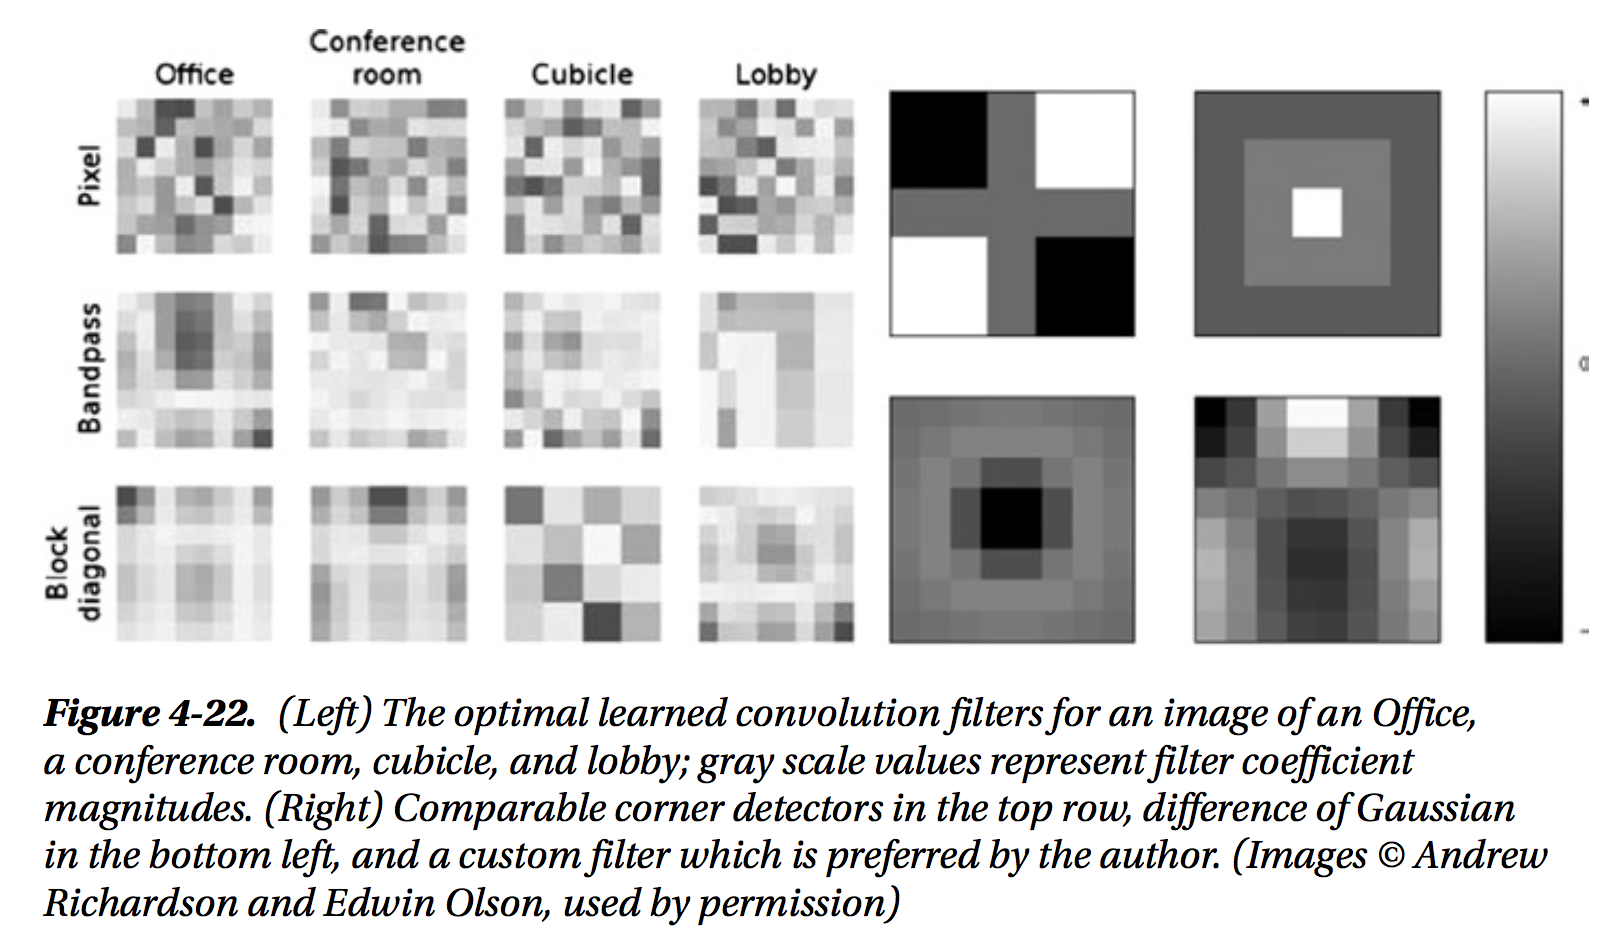 Conference
Office room Cubicle Lobby
Pixel
Bandpass
Block
diagonal
Figure 4-22. (Left) The optimal learned convolution filters for an image of an Office,
a conference room, cubicle, and lobby; gray scale values represent filter coefficient
magnitudes. (Right) Comparable corner detectors in the top row, difference of Gaussian
in the bottom left, and a custom filter which is preferred by the author. (Images © Andrew
Richardson and Edwin Olson, used by permission)